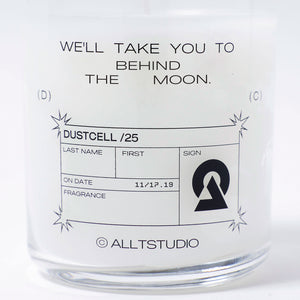 WE'LL TAKE YOU TO
BEHIND
THE MOON.
(D) (C)
DUSTCELL /25
LAST NAME FIRST SIGN
ON DATE 11/12.19
FRAGRANCE
© ALLTSTUDIO